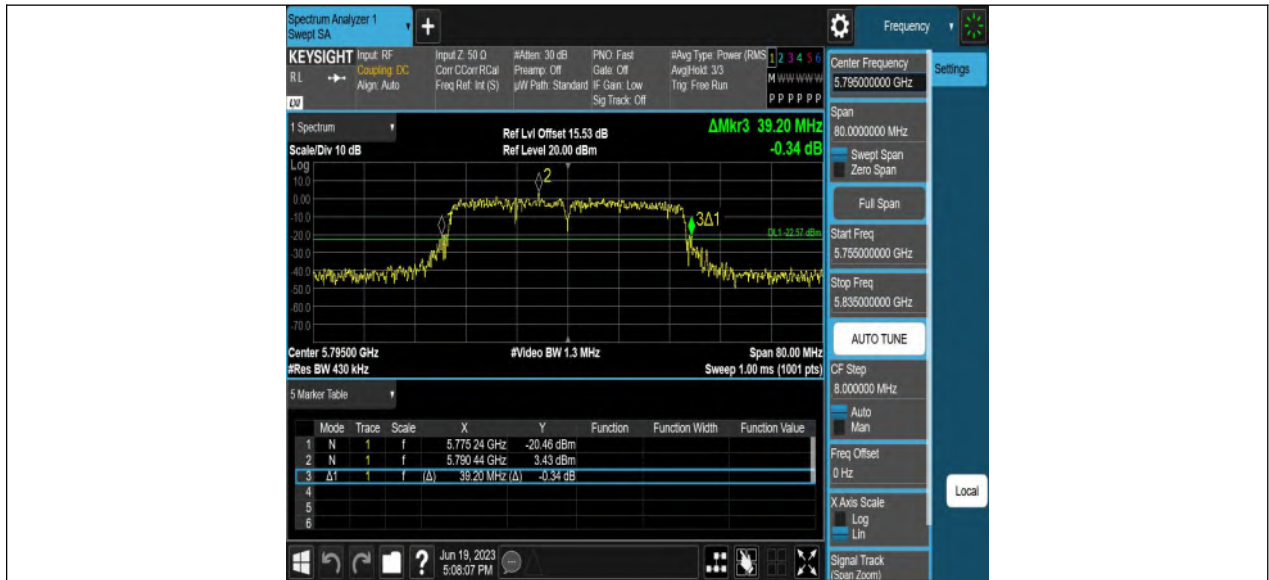 Spectrum Analyzer 1
Swept SA
+
Frequency
KEYSIGHT
RL
LXI
Input: RF
Coupling: DC
Align: Auto
Input Z: 50 Ω
Corr CCorr RCal
Freq Ref: Int (S)
#Atten: 30 dB
Preamp: Off
µW Path: Standard
PNO: Fast
Gate: Off
IF Gain: Low
Sig Track: Off
#Avg Type: Power (RMS
Avg|Hold: 3/3
Trig: Free Run
1 2 3 4 5 6
M W W W W W
P P P P P P
1 Spectrum
Scale/Div 10 dB
Ref Lvl Offset 15.53 dB
Ref Level 20.00 dBm
ΔMkr3 39.20 MHz
-0.34 dB
Log
10.0
0.00
-10.0
-20.0
-30.0
-40.0
-50.0
-60.0
-70.0
2
1
3Δ1
DL1 -22.57 dBm
Center 5.79500 GHz
#Video BW 1.3 MHz
Span 80.00 MHz
#Res BW 430 kHz
Sweep 1.00 ms (1001 pts)
5 Marker Table
Mode Trace Scale X Y Function Function Width Function Value
1 N 1 f 5.775 24 GHz -20.46 dBm
2 N 1 f 5.790 44 GHz 3.43 dBm
3 Δ1 1 f (Δ) 39.20 MHz (Δ) -0.34 dB
4
5
6
?
Jun 19, 2023
5:08:07 PM
Center Frequency
5.795000000 GHz
Settings
Span
80.0000000 MHz
Swept Span
Zero Span
Full Span
Start Freq
5.755000000 GHz
Stop Freq
5.835000000 GHz
AUTO TUNE
CF Step
8.000000 MHz
Auto
Man
Freq Offset
0 Hz
X Axis Scale
Log
Lin
Signal Track
(Span Zoom)
Local